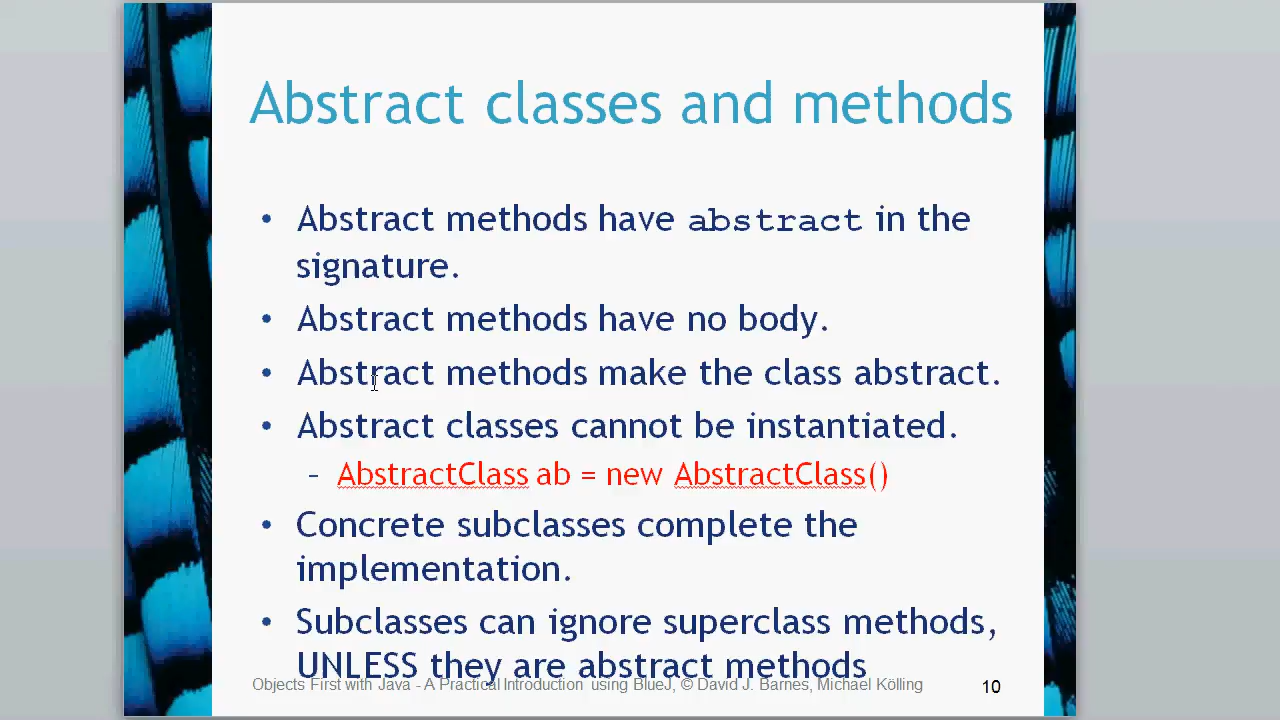 Abstract classes and methods
• Abstract methods have abstract in the
signature.
• Abstract methods have no body.
• Abstract methods make the class abstract.
• Abstract classes cannot be instantiated.
– AbstractClass ab = new AbstractClass()
• Concrete subclasses complete the
implementation.
• Subclasses can ignore superclass methods,
UNLESS they are abstract methods
Objects First with Java - A Practical Introduction using BlueJ, © David J. Barnes, Michael Kölling
10